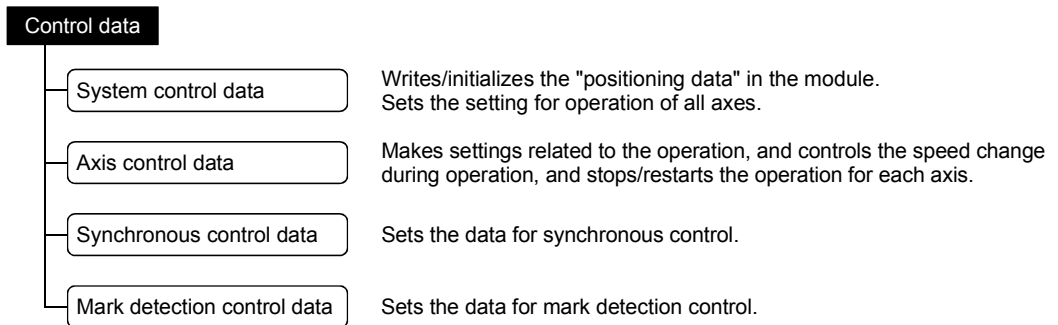 Control data
System control data
Writes/initializes the "positioning data" in the module.
Sets the setting for operation of all axes.
Axis control data
Makes settings related to the operation, and controls the speed change
during operation, and stops/restarts the operation for each axis.
Synchronous control data
Sets the data for synchronous control.
Mark detection control data
Sets the data for mark detection control.